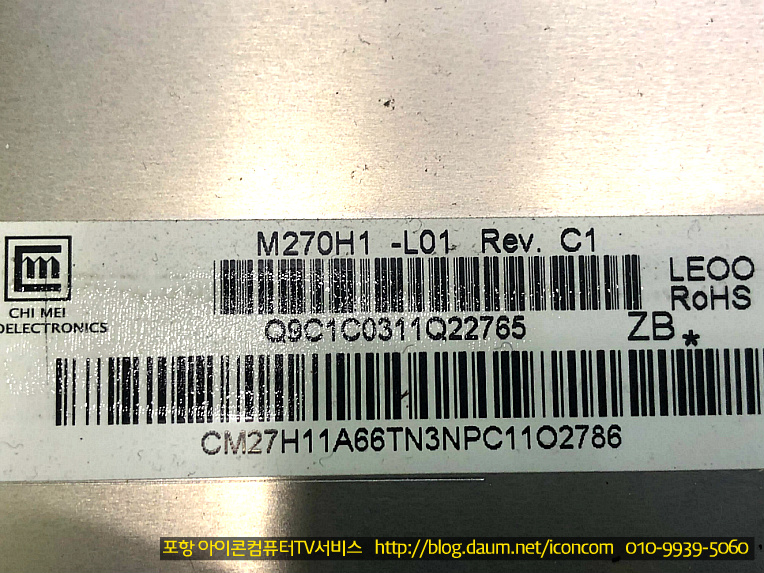 M270H1 -L01 Rev. C1
CHI MEI
OELECTRONICS
LEOO
RoHS
Q9C1C0311Q22765
ZB*
CM27H11A66TN3NPC11O2786
포항 아이콘컴퓨터TV서비스 http://blog.daum.net/iconcom 010-9939-5060